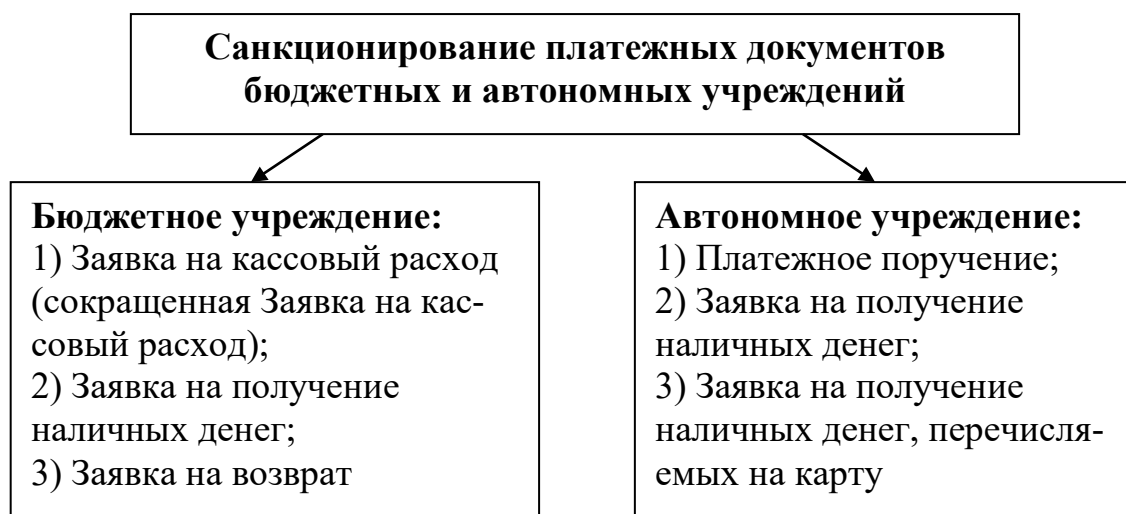 Санкционирование платежных документов
бюджетных и автономных учреждений
Бюджетное учреждение:
1) Заявка на кассовый расход
(сокращенная Заявка на кас-
совый расход);
2) Заявка на получение
наличных денег;
3) Заявка на возврат
Автономное учреждение:
1) Платежное поручение;
2) Заявка на получение
наличных денег;
3) Заявка на получение
наличных денег, перечисля-
емых на карту